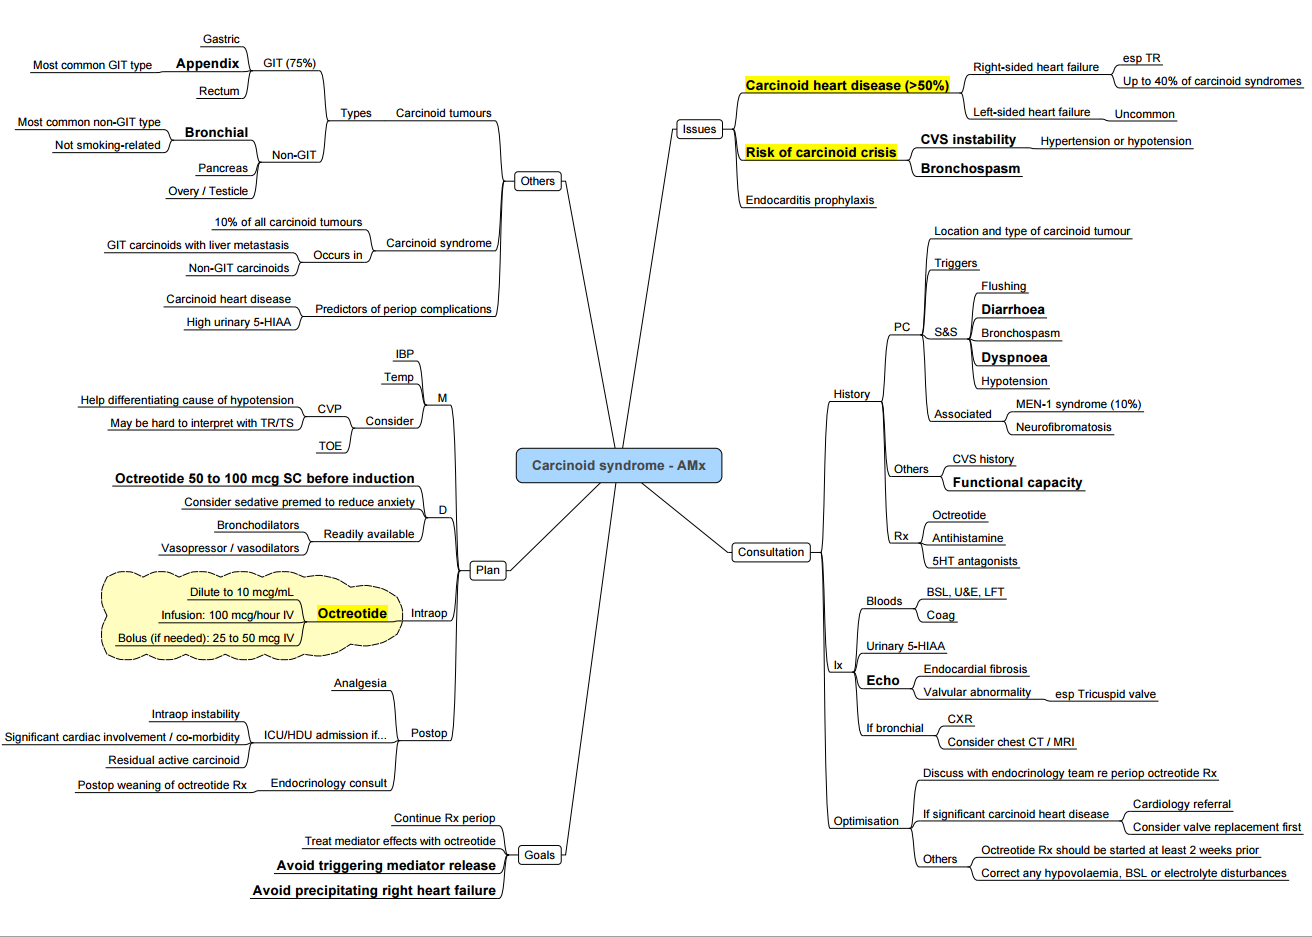 Carcinoid syndrome - AMx
Issues
Carcinoid heart disease (>50%)
Right-sided heart failure
esp TR
Up to 40% of carcinoid syndromes
Left-sided heart failure
Uncommon
Risk of carcinoid crisis
CVS instability
Hypertension or hypotension
Bronchospasm
Endocarditis prophylaxis
Consultation
History
PC
Location and type of carcinoid tumour
Triggers
S&S
Flushing
Diarrhoea
Bronchospasm
Dyspnoea
Hypotension
Associated
MEN-1 syndrome (10%)
Neurofibromatosis
Others
CVS history
Functional capacity
Rx
Octreotide
Antihistamine
5HT antagonists
Ix
Bloods
BSL, U&E, LFT
Coag
Urinary 5-HIAA
Echo
Endocardial fibrosis
Valvular abnormality
esp Tricuspid valve
If bronchial
CXR
Consider chest CT / MRI
Optimisation
Discuss with endocrinology team re periop octreotide Rx
If significant carcinoid heart disease
Cardiology referral
Consider valve replacement first
Others
Octreotide Rx should be started at least 2 weeks prior
Correct any hypovolaemia, BSL or electrolyte disturbances
Others
Carcinoid tumours
Types
GIT (75%)
Gastric
Appendix
Most common GIT type
Rectum
Non-GIT
Bronchial
Most common non-GIT type
Not smoking-related
Pancreas
Overy / Testicle
Carcinoid syndrome
10% of all carcinoid tumours
Occurs in
GIT carcinoids with liver metastasis
Non-GIT carcinoids
Predictors of periop complications
Carcinoid heart disease
High urinary 5-HIAA
Plan
M
IBP
Temp
Consider
CVP
Help differentiating cause of hypotension
May be hard to interpret with TR/TS
TOE
D
Octreotide 50 to 100 mcg SC before induction
Consider sedative premed to reduce anxiety
Readily available
Bronchodilators
Vasopressor / vasodilators
Intraop
Octreotide
Dilute to 10 mcg/mL
Infusion: 100 mcg/hour IV
Bolus (if needed): 25 to 50 mcg IV
Postop
Analgesia
ICU/HDU admission if...
Intraop instability
Significant cardiac involvement / co-morbidity
Residual active carcinoid
Endocrinology consult
Postop weaning of octreotide Rx
Goals
Continue Rx periop
Treat mediator effects with octreotide
Avoid triggering mediator release
Avoid precipitating right heart failure